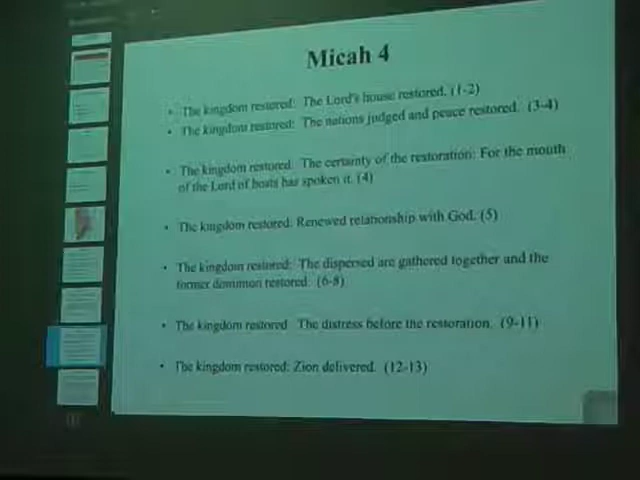 Micah 4
• The kingdom restored: The Lord's house restored. (1-2)
• The kingdom restored: The nations judged and peace restored. (3-4)
• The kingdom restored. The certainty of the restoration: For the mouth
of the Lord of hosts has spoken it. (4)
• The kingdom restored: Renewed relationship with God. (5)
• The kingdom restored: The dispersed are gathered together and the
former dominion restored. (6-8)
• The kingdom restored. The distress before the restoration. (9-11)
• The kingdom restored: Zion delivered. (12-13)